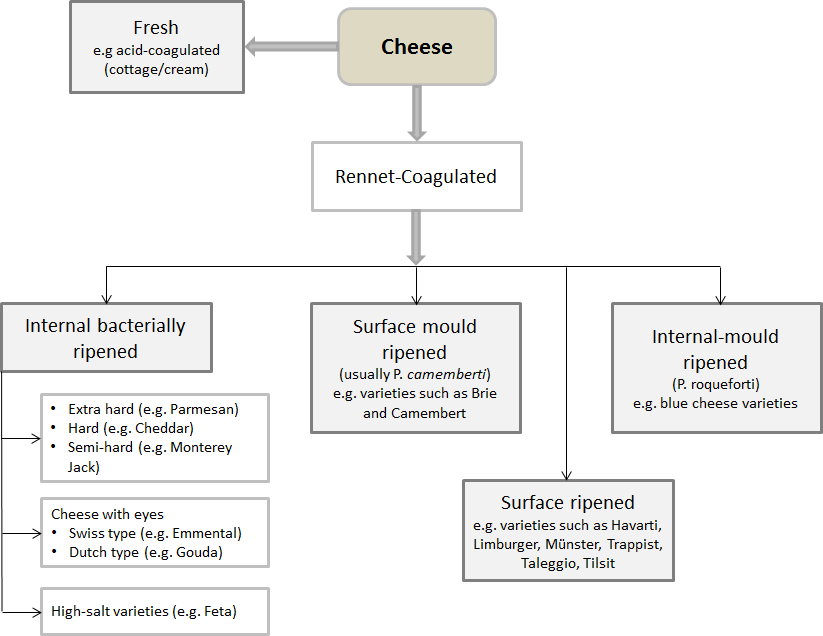 Fresh
e.g acid-coagulated
(cottage/cream)
Cheese
Rennet-Coagulated
Internal bacterially
ripened
• Extra hard (e.g. Parmesan)
• Hard (e.g. Cheddar)
• Semi-hard (e.g. Monterey
Jack)
Cheese with eyes
• Swiss type (e.g. Emmental)
• Dutch type (e.g. Gouda)
High-salt varieties (e.g. Feta)
Surface mould
ripened
(usually P. camemberti)
e.g. varieties such as Brie
and Camembert
Surface ripened
e.g. varieties such as Havarti,
Limburger, Münster, Trappist,
Taleggio, Tilsit
Internal-mould
ripened
(P. roqueforti)
e.g. blue cheese varieties